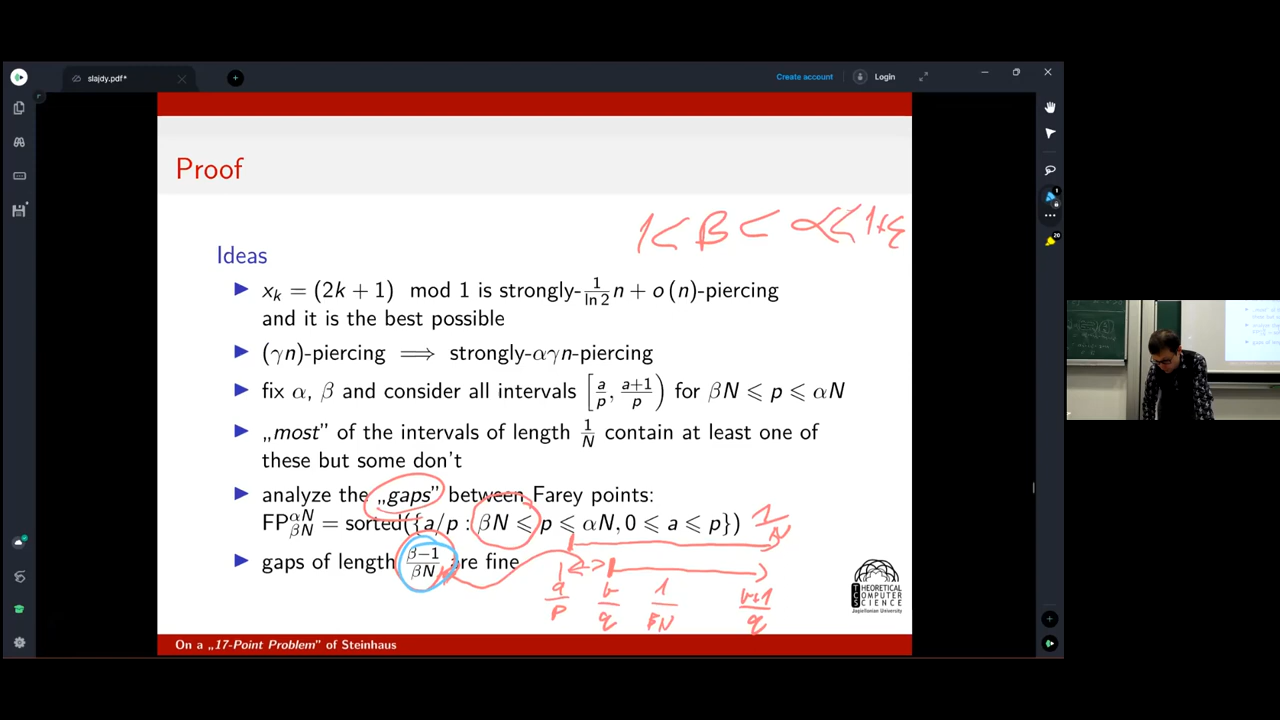 slajdy.pdf*
Create account
Login
Proof
1 < β < α < 1+ε
Ideas
x_k = (2k + 1) mod 1 is strongly-1/ln 2 n + o(n)-piercing
and it is the best possible
(γn)-piercing ⟹ strongly-αγn-piercing
fix α, β and consider all intervals [a/p, a+1/p) for βN ⩽ p ⩽ αN
„most” of the intervals of length 1/N contain at least one of
these but some don't
analyze the „gaps” between Farey points:
FP^{αN}_{βN} = sorted({a/p : βN ⩽ p ⩽ αN, 0 ⩽ a ⩽ p}) 1/N
gaps of length β−1/βN are fine
a/p b/q 1/βN b+1/q
THEORETICAL
COMPUTER
SCIENCE
Jagiellonian University
On a „17-Point Problem” of Steinhaus